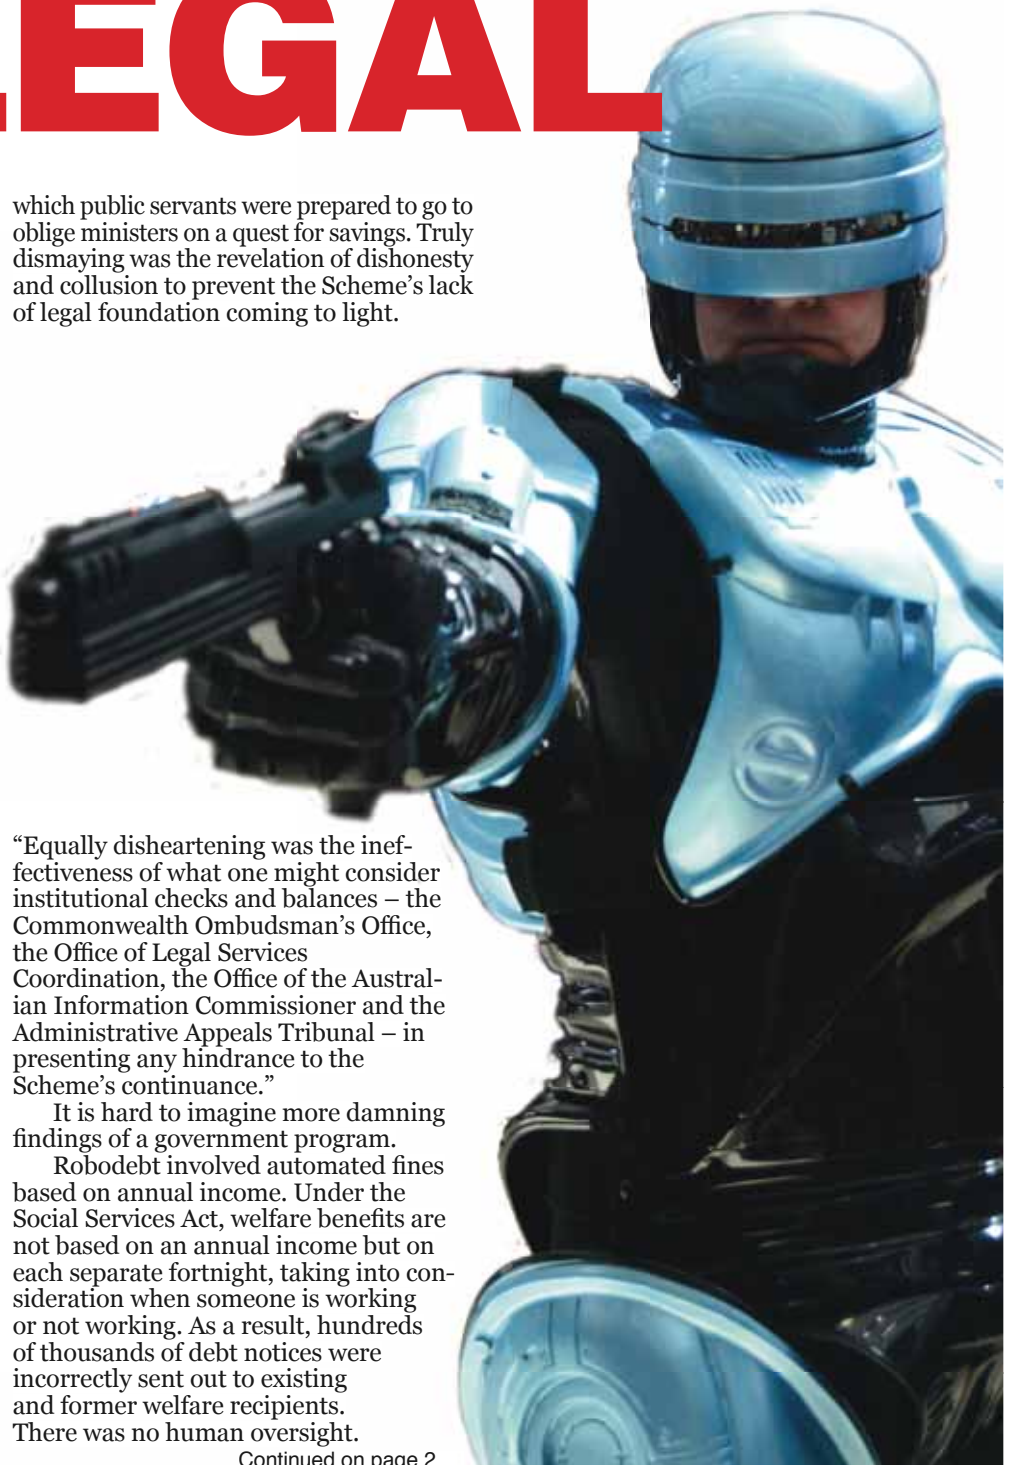 LEGAL
which public servants were prepared to go to
oblige ministers on a quest for savings. Truly
dismaying was the revelation of dishonesty
and collusion to prevent the Scheme’s lack
of legal foundation coming to light.
“Equally disheartening was the inef-
fectiveness of what one might consider
institutional checks and balances – the
Commonwealth Ombudsman’s Office,
the Office of Legal Services
Coordination, the Office of the Austral-
ian Information Commissioner and the
Administrative Appeals Tribunal – in
presenting any hindrance to the
Scheme’s continuance.”
It is hard to imagine more damning
findings of a government program.
Robodebt involved automated fines
based on annual income. Under the
Social Services Act, welfare benefits are
not based on an annual income but on
each separate fortnight, taking into con-
sideration when someone is working
or not working. As a result, hundreds
of thousands of debt notices were
incorrectly sent out to existing
and former welfare recipients.
There was no human oversight.
Continued on page 2